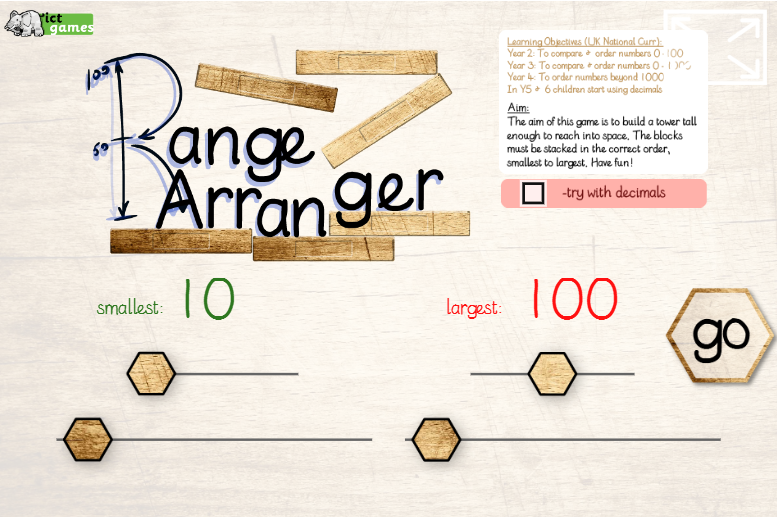 ict
games
Learning Objectives (UK National Curr):
Year 2: To compare + order numbers 0-100
Year 3: To compare + order numbers 0-1000
Year 4: To order numbers beyond 1000
In Y5 + 6 children start using decimals
Aim:
The aim of this game is to build a tower tall
enough to reach into space. The blocks
must be stacked in the correct order,
smallest to largest. Have fun!
-try with decimals
100
50
Range
Arranger
smallest: 10
largest: 100
go